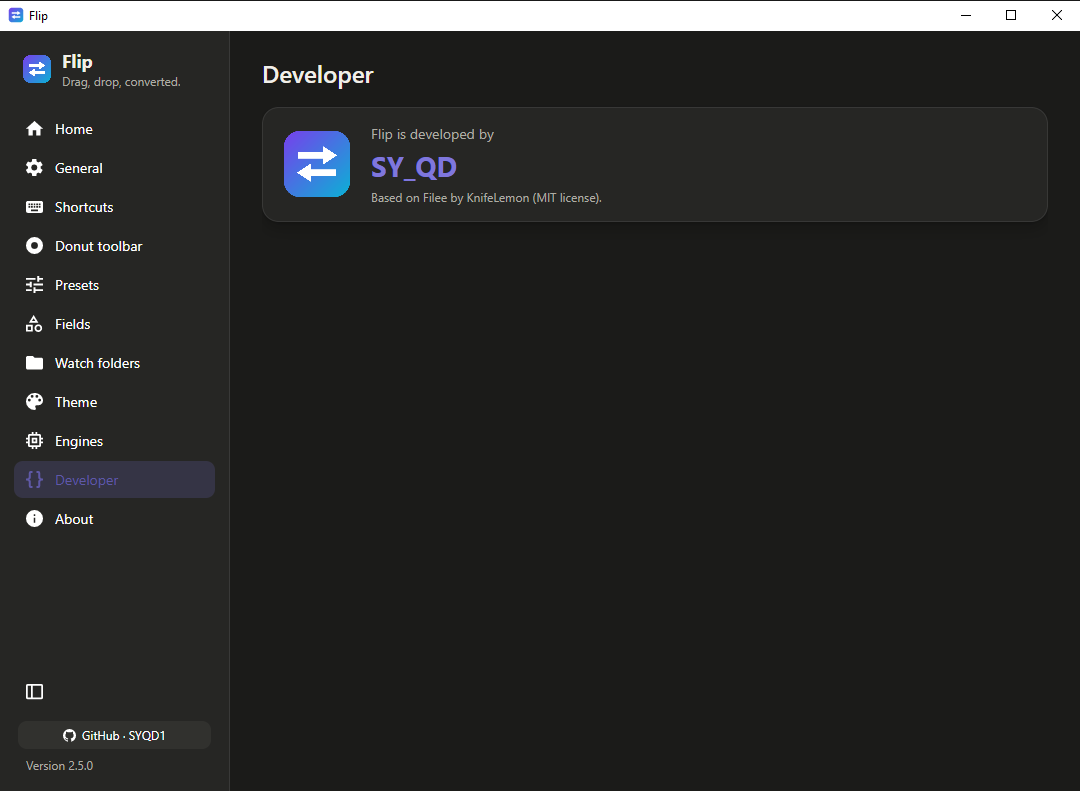 Flip
Flip
Drag, drop, converted.
Home
General
Shortcuts
Donut toolbar
Presets
Fields
Watch folders
Theme
Engines
Developer
About
GitHub · SYQD1
Version 2.5.0
Developer
Flip is developed by
SY_QD
Based on Filee by KnifeLemon (MIT license).